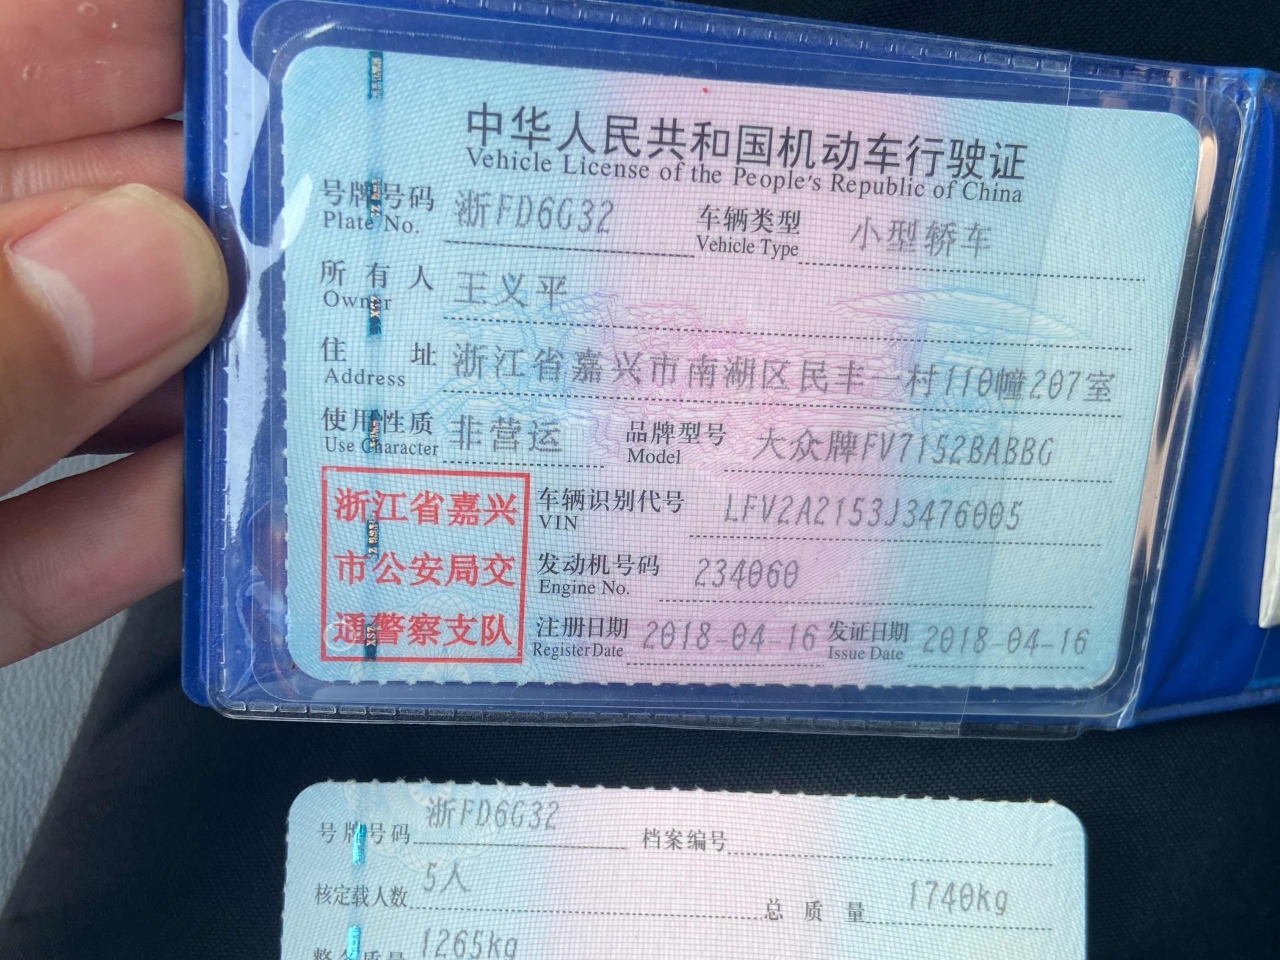 中华人民共和国机动车行驶证
Vehicle License of the People's Republic of China
号牌号码 浙FD6G32 车辆类型 小型轿车
Plate No. Vehicle Type
所有人 王义平
Owner
住址 浙江省嘉兴市南湖区民丰一村110幢207室
Address
使用性质 非营运 品牌型号 大众牌FV7152BABBG
Use Character Model
浙江省嘉兴
市公安局交
通警察支队
车辆识别代号 LFV2A2153J3476005
VIN
发动机号码 234060
Engine No.
注册日期 2018-04-16 发证日期 2018-04-16
Register Date Issue Date
号牌号码 浙FD6G32 档案编号
核定载人数 5人 总质量 1740kg
质量 1265kg